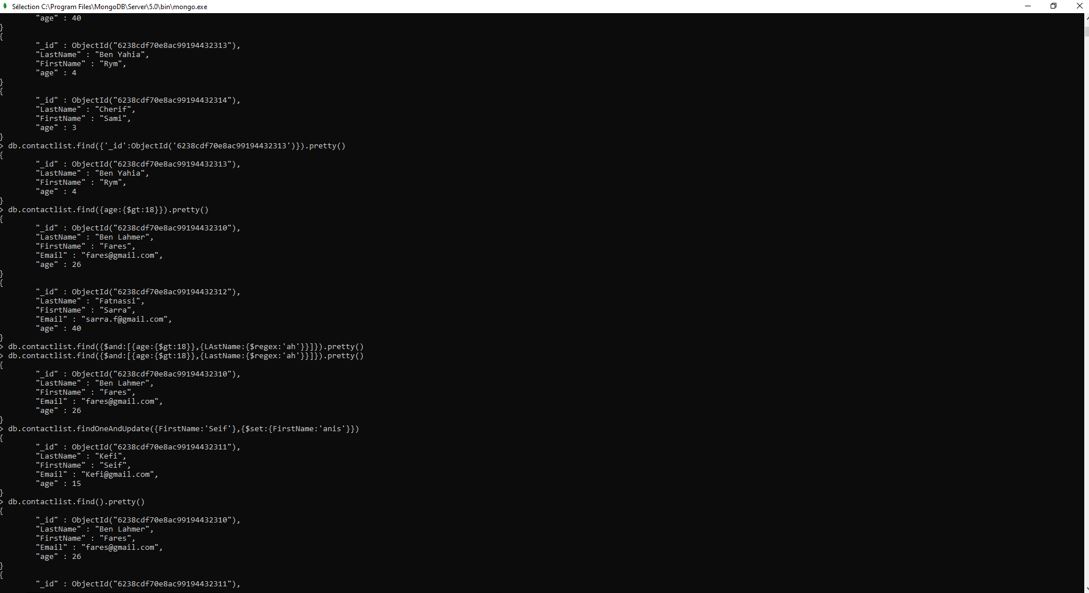 Sélection C:\Program Files\MongoDB\Server\5.0\bin\mongo.exe
"age" : 40
}
{
"_id" : ObjectId("6238cdf70e8ac99194432313"),
"LastName" : "Ben Yahia",
"FirstName" : "Rym",
"age" : 4
}
{
"_id" : ObjectId("6238cdf70e8ac99194432314"),
"LastName" : "Cherif",
"FirstName" : "Sami",
"age" : 3
}
> db.contactlist.find({'_id':ObjectId('6238cdf70e8ac99194432313')}).pretty()
{
"_id" : ObjectId("6238cdf70e8ac99194432313"),
"LastName" : "Ben Yahia",
"FirstName" : "Rym",
"age" : 4
}
> db.contactlist.find({age:{$gt:18}}).pretty()
{
"_id" : ObjectId("6238cdf70e8ac99194432310"),
"LastName" : "Ben Lahmer",
"FirstName" : "Fares",
"Email" : "fares@gmail.com",
"age" : 26
}
{
"_id" : ObjectId("6238cdf70e8ac99194432312"),
"LastName" : "Fatnassi",
"FisrtName" : "Sarra",
"Email" : "sarra.f@gmail.com",
"age" : 40
}
> db.contactlist.find({$and:[{age:{$gt:18}},{LAstName:{$regex:'ah'}}]}).pretty()
> db.contactlist.find({$and:[{age:{$gt:18}},{LastName:{$regex:'ah'}}]}).pretty()
{
"_id" : ObjectId("6238cdf70e8ac99194432310"),
"LastName" : "Ben Lahmer",
"FirstName" : "Fares",
"Email" : "fares@gmail.com",
"age" : 26
}
> db.contactlist.findOneAndUpdate({FirstName:'Seif'},{$set:{FirstName:'anis'}})
{
"_id" : ObjectId("6238cdf70e8ac99194432311"),
"LastName" : "Kefi",
"FirstName" : "Seif",
"Email" : "Kefi@gmail.com",
"age" : 15
}
> db.contactlist.find().pretty()
{
"_id" : ObjectId("6238cdf70e8ac99194432310"),
"LastName" : "Ben Lahmer",
"FirstName" : "Fares",
"Email" : "fares@gmail.com",
"age" : 26
}
{
"_id" : ObjectId("6238cdf70e8ac99194432311"),